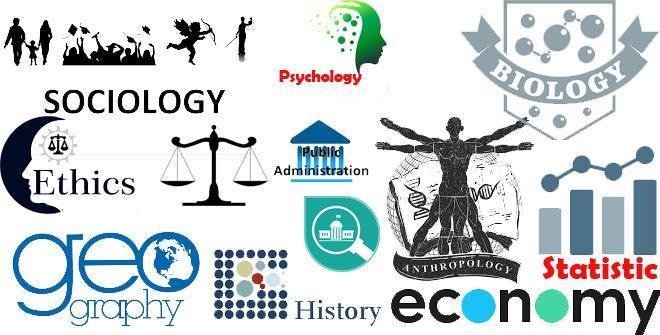 SOCIOLOGY
Psychology
BIOLOGY
Ethics
Public
Administration
ANTHROPOLOGY
Statistic
geo
graphy
History
economy